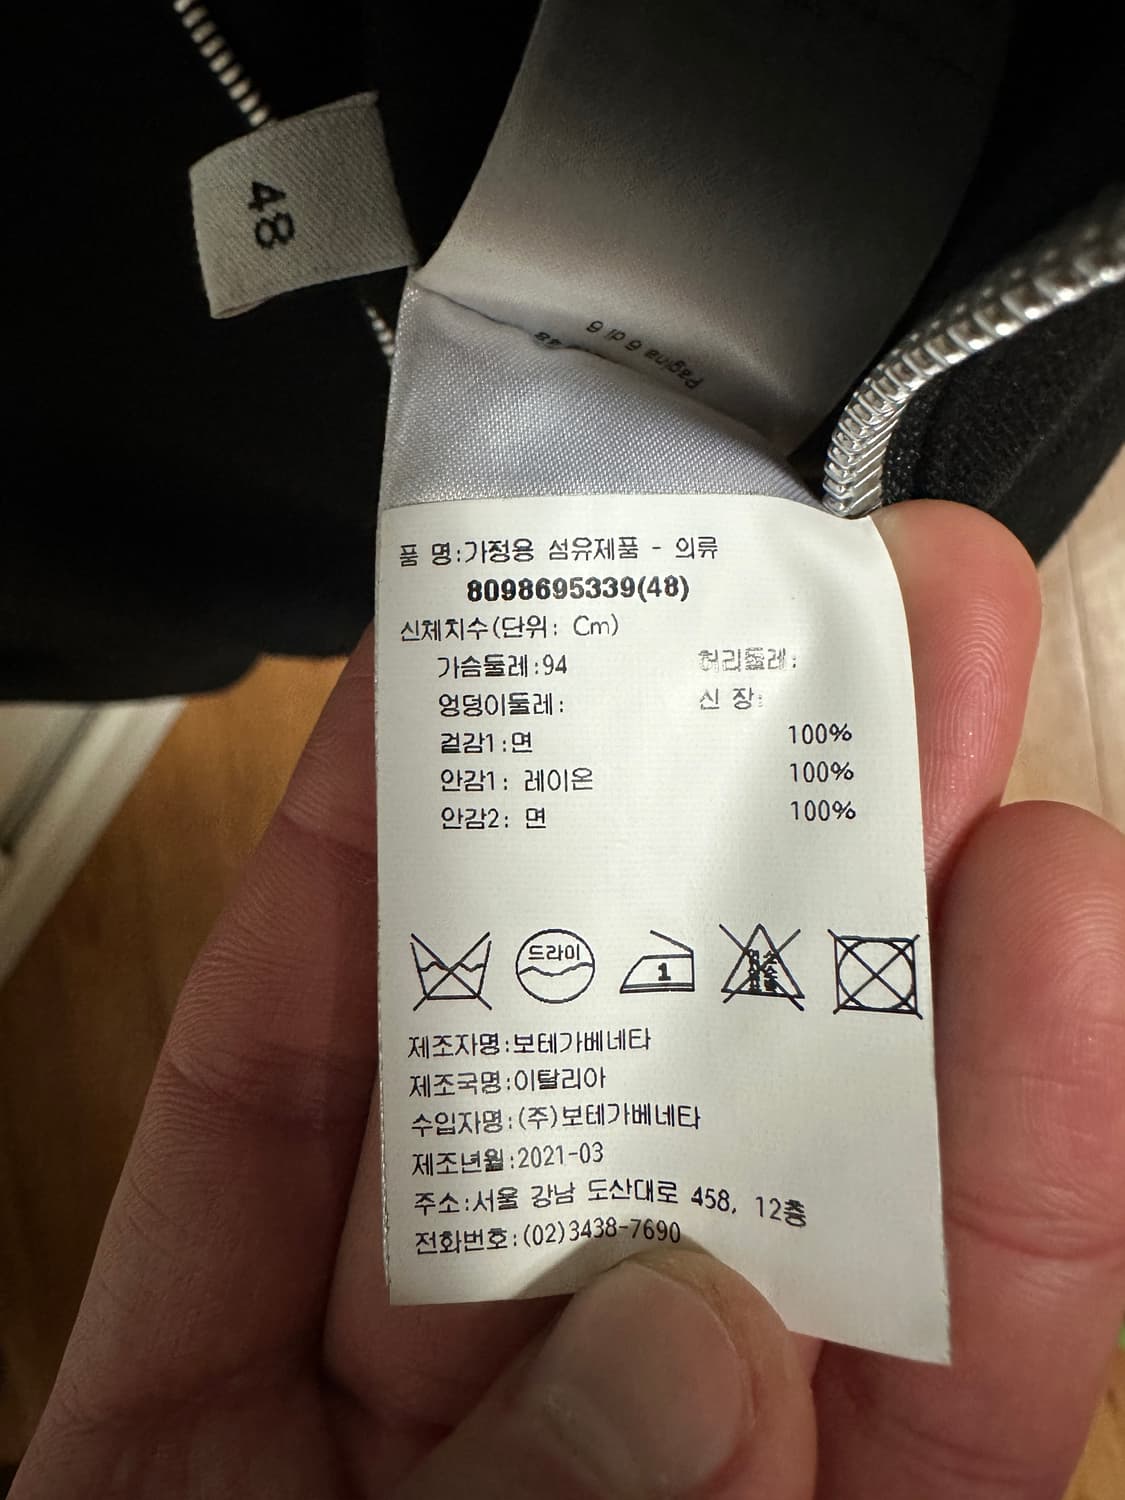 48
Pagina 6 di 6
48
품 명:가정용 섬유제품 - 의류
8098695339(48)
신체치수(단위: Cm)
가슴둘레:94 허리둘레:
엉덩이둘레: 신 장:
겉감1:면 100%
안감1: 레이온 100%
안감2: 면 100%
드라이
1
제조자명:보테가베네타
제조국명:이탈리아
수입자명:(주)보테가베네타
제조년월:2021-03
주소:서울 강남 도산대로 458, 12층
전화번호:(02)3438-7690